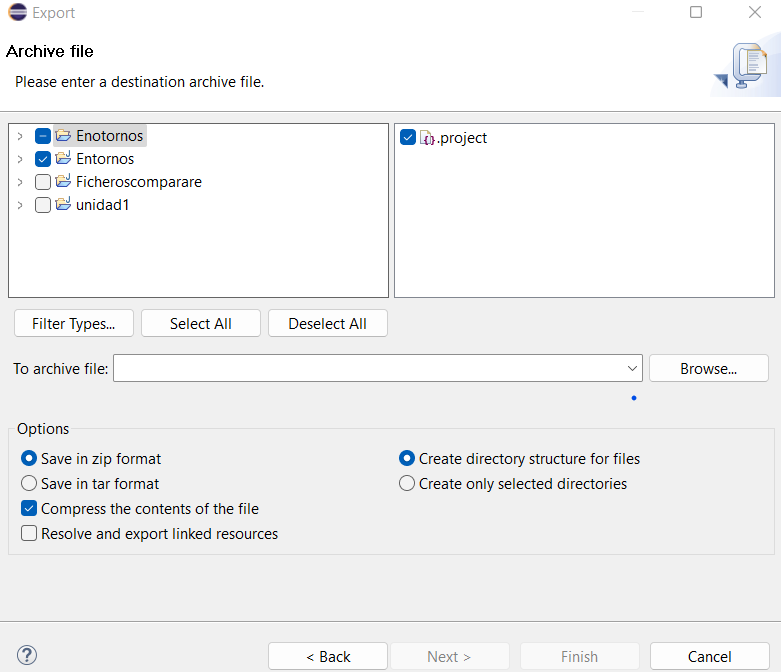 Export
Archive file
Please enter a destination archive file.
Enotornos
Entornos
Ficheroscomparare
unidad1
.project
Filter Types...
Select All
Deselect All
To archive file:
Browse...
Options
Save in zip format
Save in tar format
Compress the contents of the file
Resolve and export linked resources
Create directory structure for files
Create only selected directories
?
< Back
Next >
Finish
Cancel